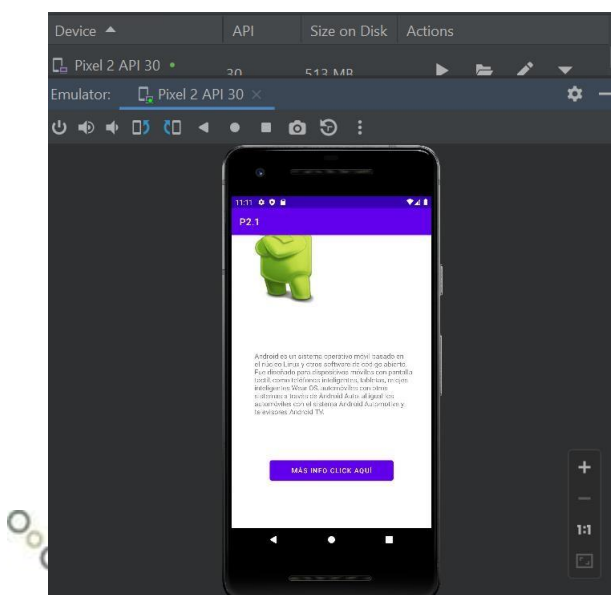 Device API Size on Disk Actions
Pixel 2 API 30 30 513 MB
Emulator: Pixel 2 API 30
11:11
P2.1
Android es un sistema operativo móvil basado en
el núcleo Linux y otros software de código abierto.
Fue diseñado para dispositivos móviles con pantalla
táctil, como teléfonos inteligentes, tabletas, relojes
inteligentes Wear OS, automóviles con otros
sistemas a través de Android Auto, al igual los
automóviles con el sistema Android Automotive y
televisores Android TV.
MÁS INFO CLICK AQUÍ
1:1